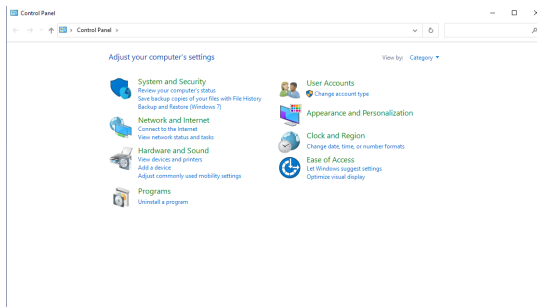 Control Panel
Control Panel
Adjust your computer's settings
View by: Category
System and Security
Review your computer's status
Save backup copies of your files with File History
Backup and Restore (Windows 7)
Network and Internet
Connect to the Internet
View network status and tasks
Hardware and Sound
View devices and printers
Add a device
Adjust commonly used mobility settings
Programs
Uninstall a program
User Accounts
Change account type
Appearance and Personalization
Clock and Region
Change date, time, or number formats
Ease of Access
Let Windows suggest settings
Optimize visual display